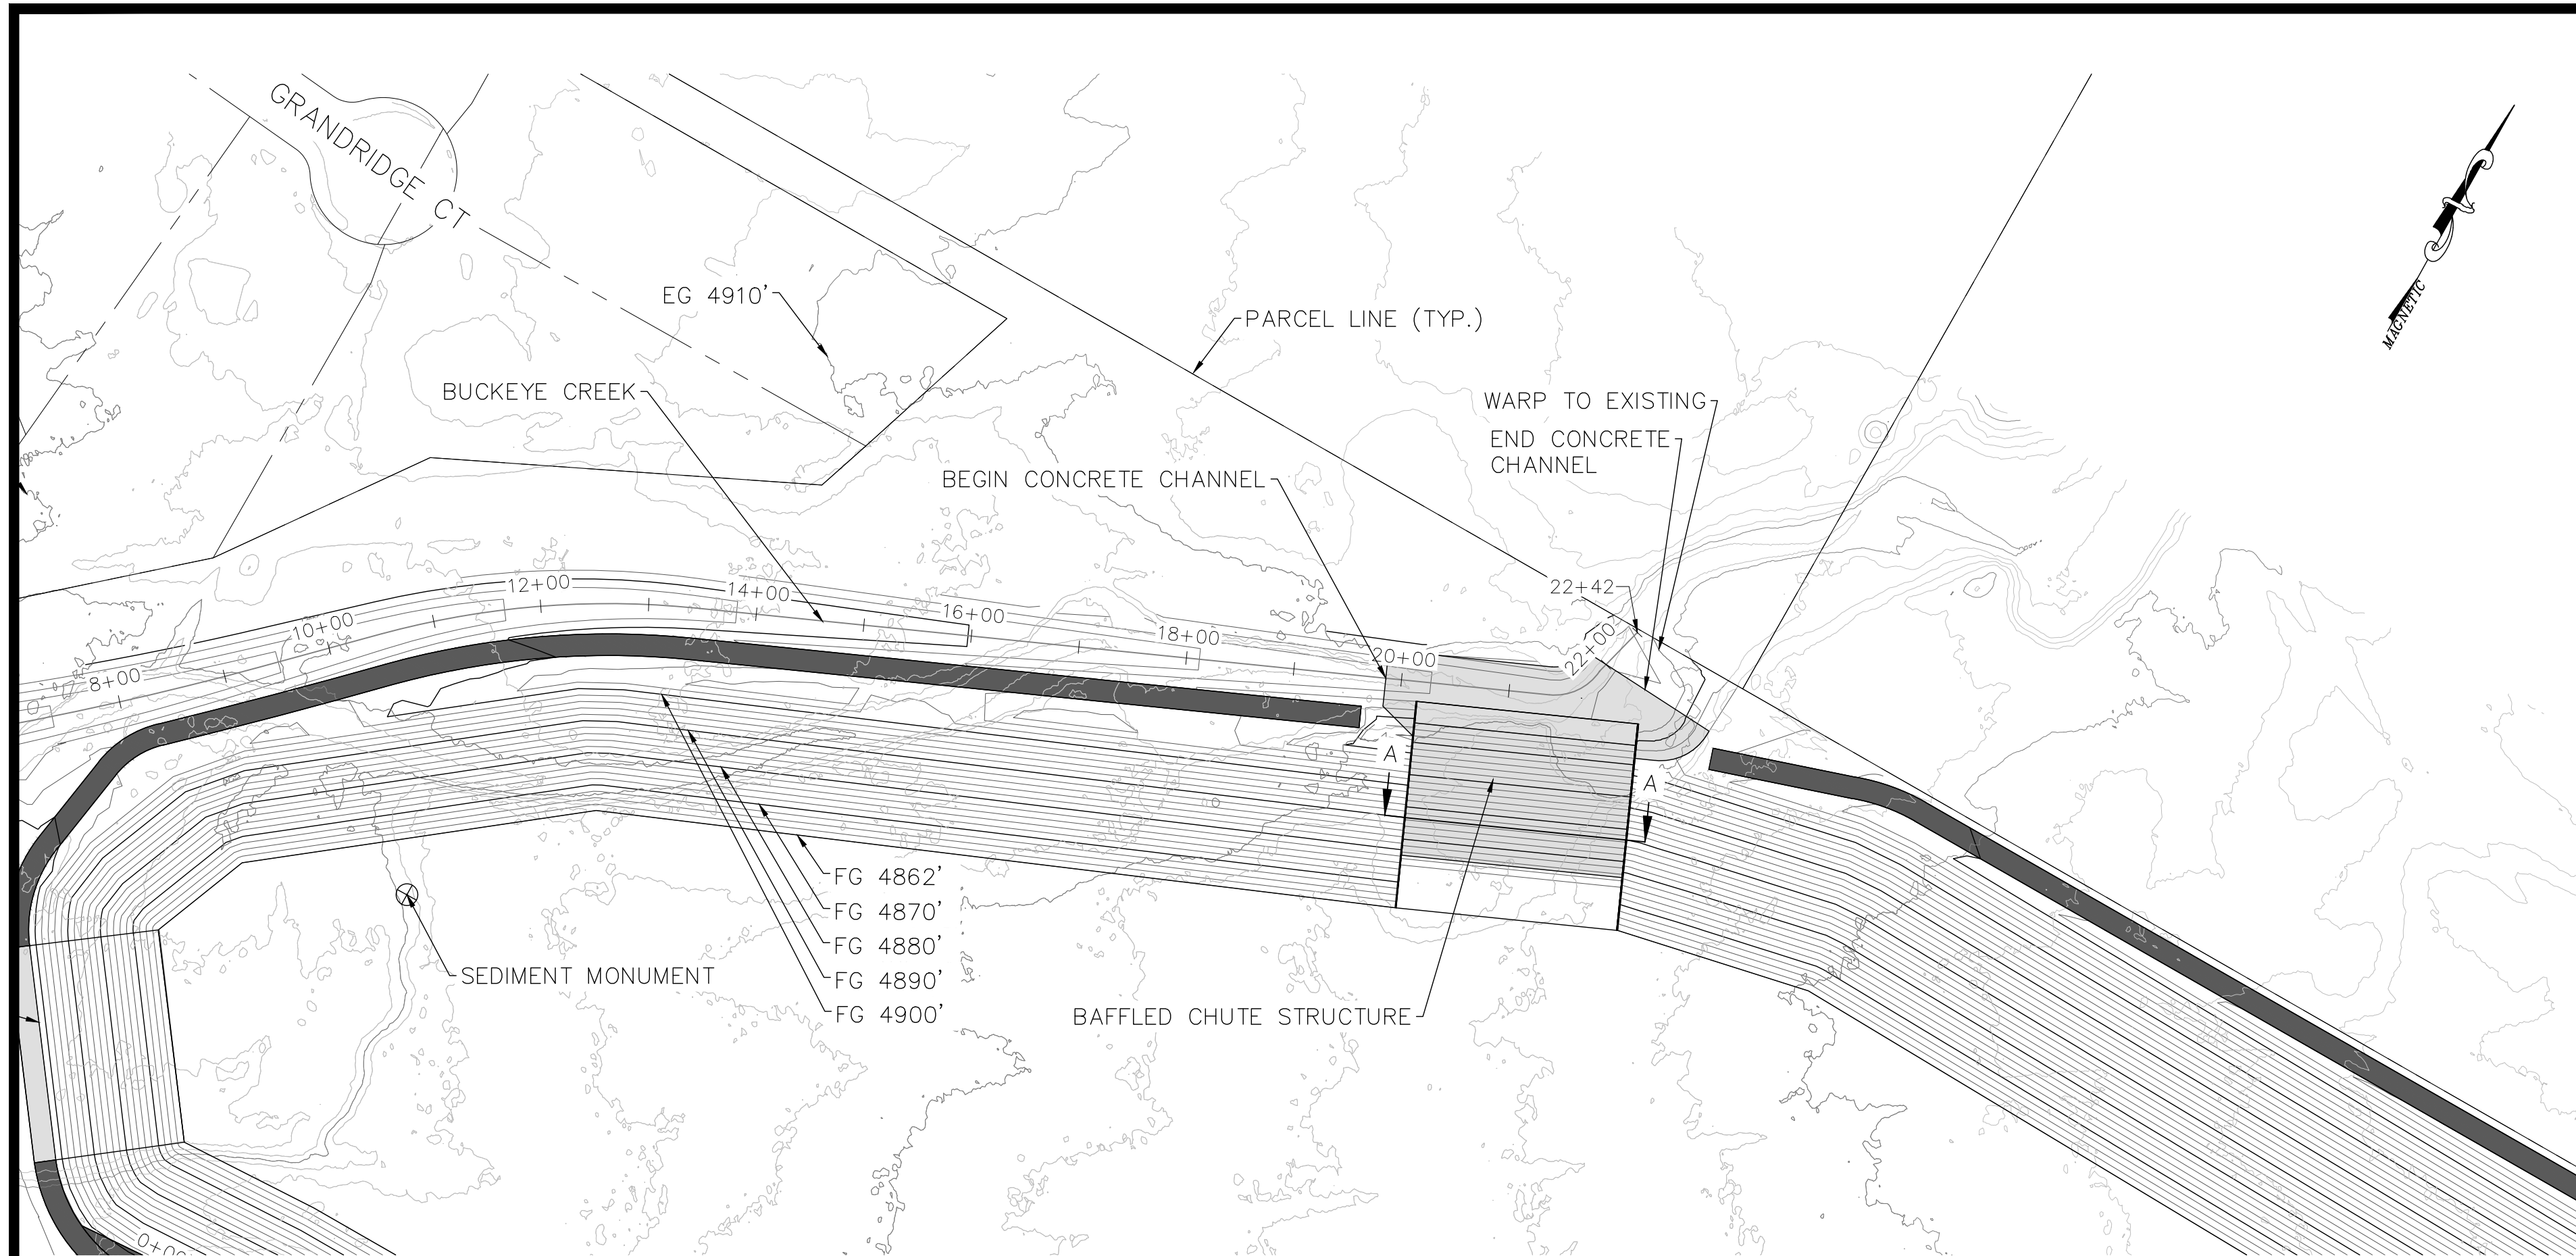 GRANDRIDGE CT
MAGNETIC
EG 4910'
PARCEL LINE (TYP.)
BUCKEYE CREEK
WARP TO EXISTING
END CONCRETE
CHANNEL
BEGIN CONCRETE CHANNEL
8+00
10+00
12+00
14+00
16+00
18+00
20+00
22+00
22+42
A
A
FG 4862'
FG 4870'
FG 4880'
FG 4890'
FG 4900'
SEDIMENT MONUMENT
BAFFLED CHUTE STRUCTURE